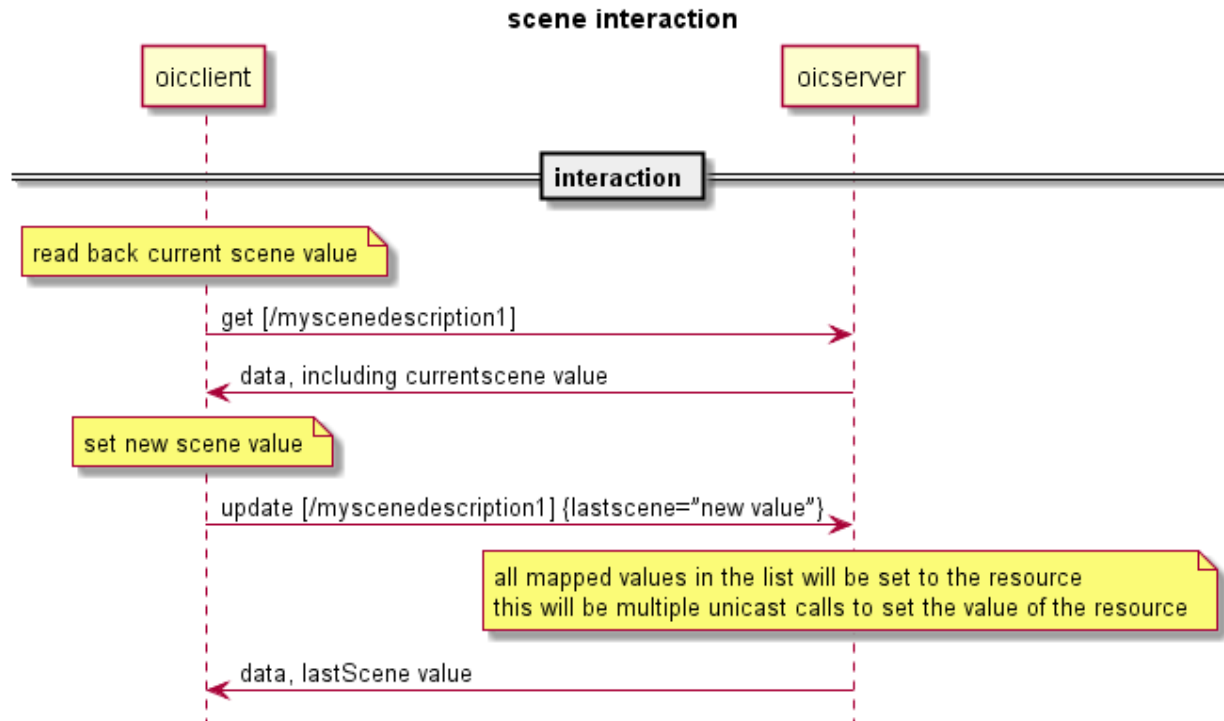 scene interaction
oicclient
oicserver
interaction
read back current scene value
get [/myscenedescription1]
data, including currentscene value
set new scene value
update [/myscenedescription1] {lastscene="new value"}
all mapped values in the list will be set to the resource
this will be multiple unicast calls to set the value of the resource
data, lastScene value